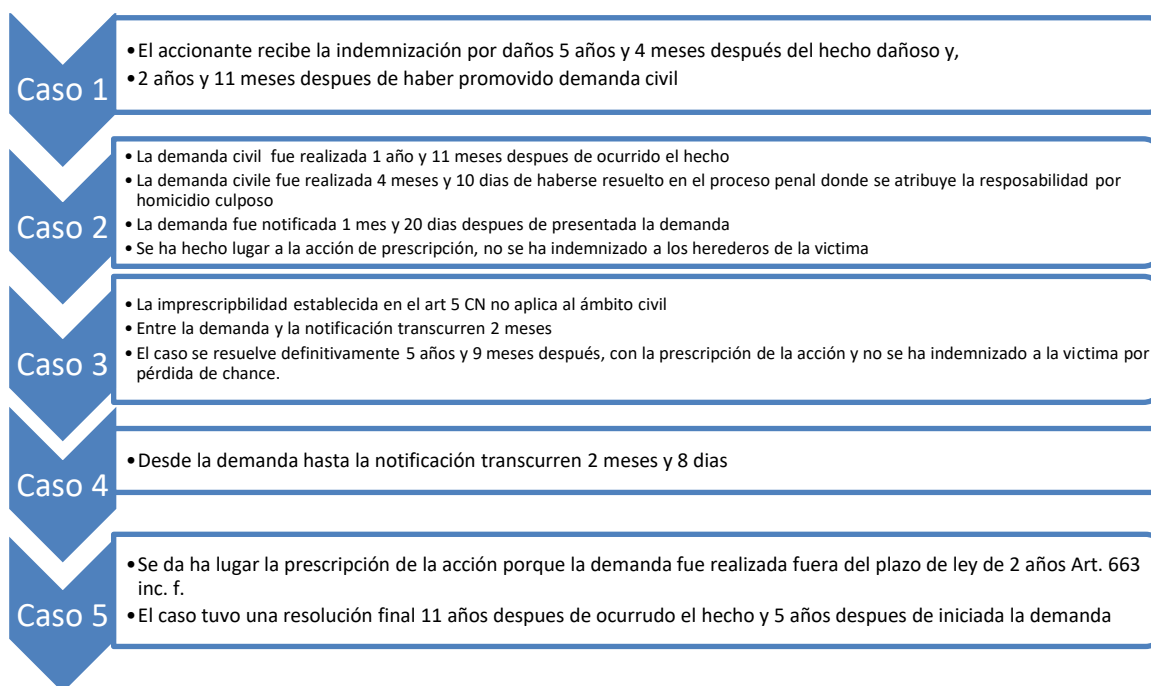 Caso 1
•El accionante recibe la indemnización por daños 5 años y 4 meses después del hecho dañoso y,
•2 años y 11 meses despues de haber promovido demanda civil
Caso 2
•La demanda civil fue realizada 1 año y 11 meses despues de ocurrido el hecho
•La demanda civile fue realizada 4 meses y 10 dias de haberse resuelto en el proceso penal donde se atribuye la resposabilidad por
homicidio culposo
•La demanda fue notificada 1 mes y 20 dias despues de presentada la demanda
•Se ha hecho lugar a la acción de prescripción, no se ha indemnizado a los herederos de la victima
Caso 3
•La imprescripbilidad establecida en el art 5 CN no aplica al ámbito civil
•Entre la demanda y la notificación transcurren 2 meses
•El caso se resuelve definitivamente 5 años y 9 meses después, con la prescripción de la acción y no se ha indemnizado a la victima por
pérdida de chance.
Caso 4
•Desde la demanda hasta la notificación transcurren 2 meses y 8 dias
Caso 5
•Se da ha lugar la prescripción de la acción porque la demanda fue realizada fuera del plazo de ley de 2 años Art. 663
inc. f.
•El caso tuvo una resolución final 11 años despues de ocurrudo el hecho y 5 años despues de iniciada la demanda